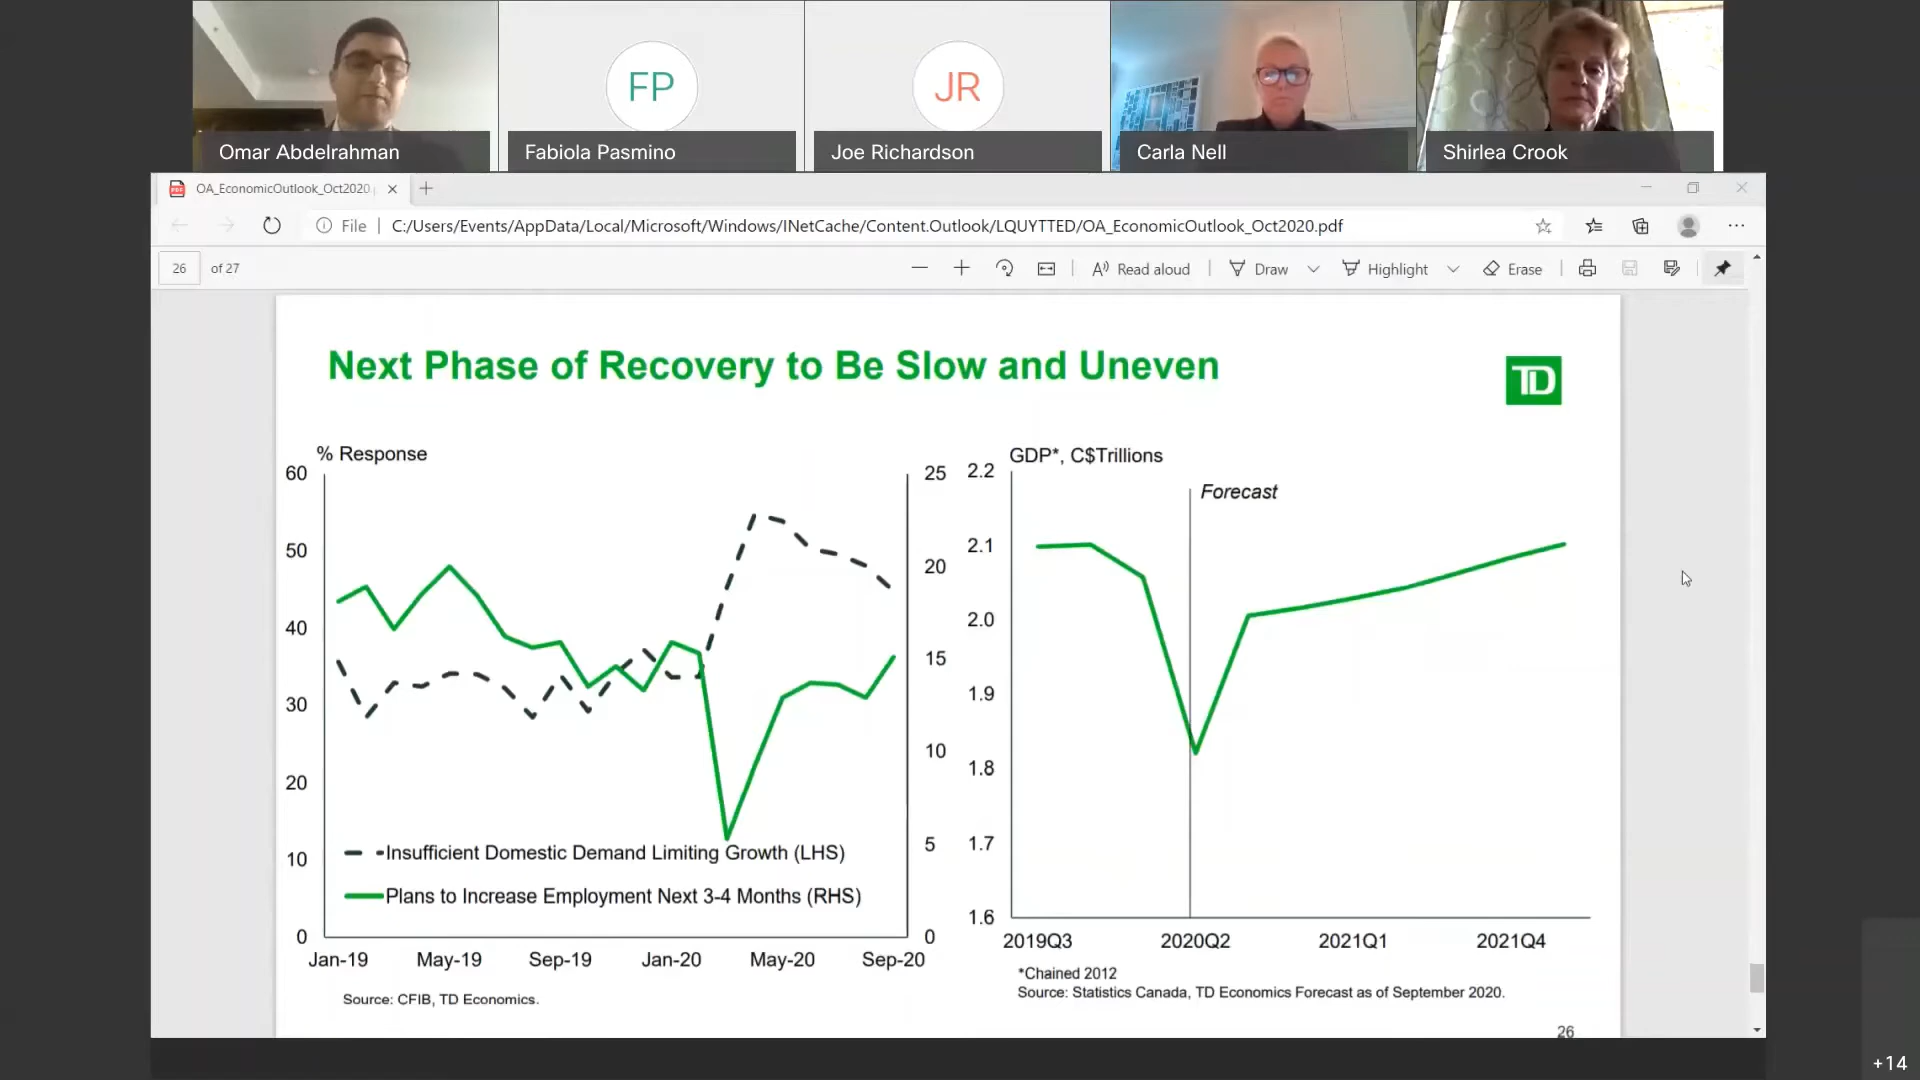 FP
JR
Omar Abdelrahman
Fabiola Pasmino
Joe Richardson
Carla Nell
Shirlea Crook
OA_EconomicOutlook_Oct2020
File
C:/Users/Events/AppData/Local/Microsoft/Windows/INetCache/Content.Outlook/LQUYTTED/OA_EconomicOutlook_Oct2020.pdf
26 of 27
Read aloud
Draw
Highlight
Erase
Next Phase of Recovery to Be Slow and Uneven
TD
% Response
60
50
40
30
20
10
0
25
20
15
10
5
0
Insufficient Domestic Demand Limiting Growth (LHS)
Plans to Increase Employment Next 3-4 Months (RHS)
Jan-19 May-19 Sep-19 Jan-20 May-20 Sep-20
Source: CFIB, TD Economics.
GDP*, C$Trillions
Forecast
2.2
2.1
2.0
1.9
1.8
1.7
1.6
2019Q3 2020Q2 2021Q1 2021Q4
*Chained 2012
Source: Statistics Canada, TD Economics Forecast as of September 2020.
26
+14